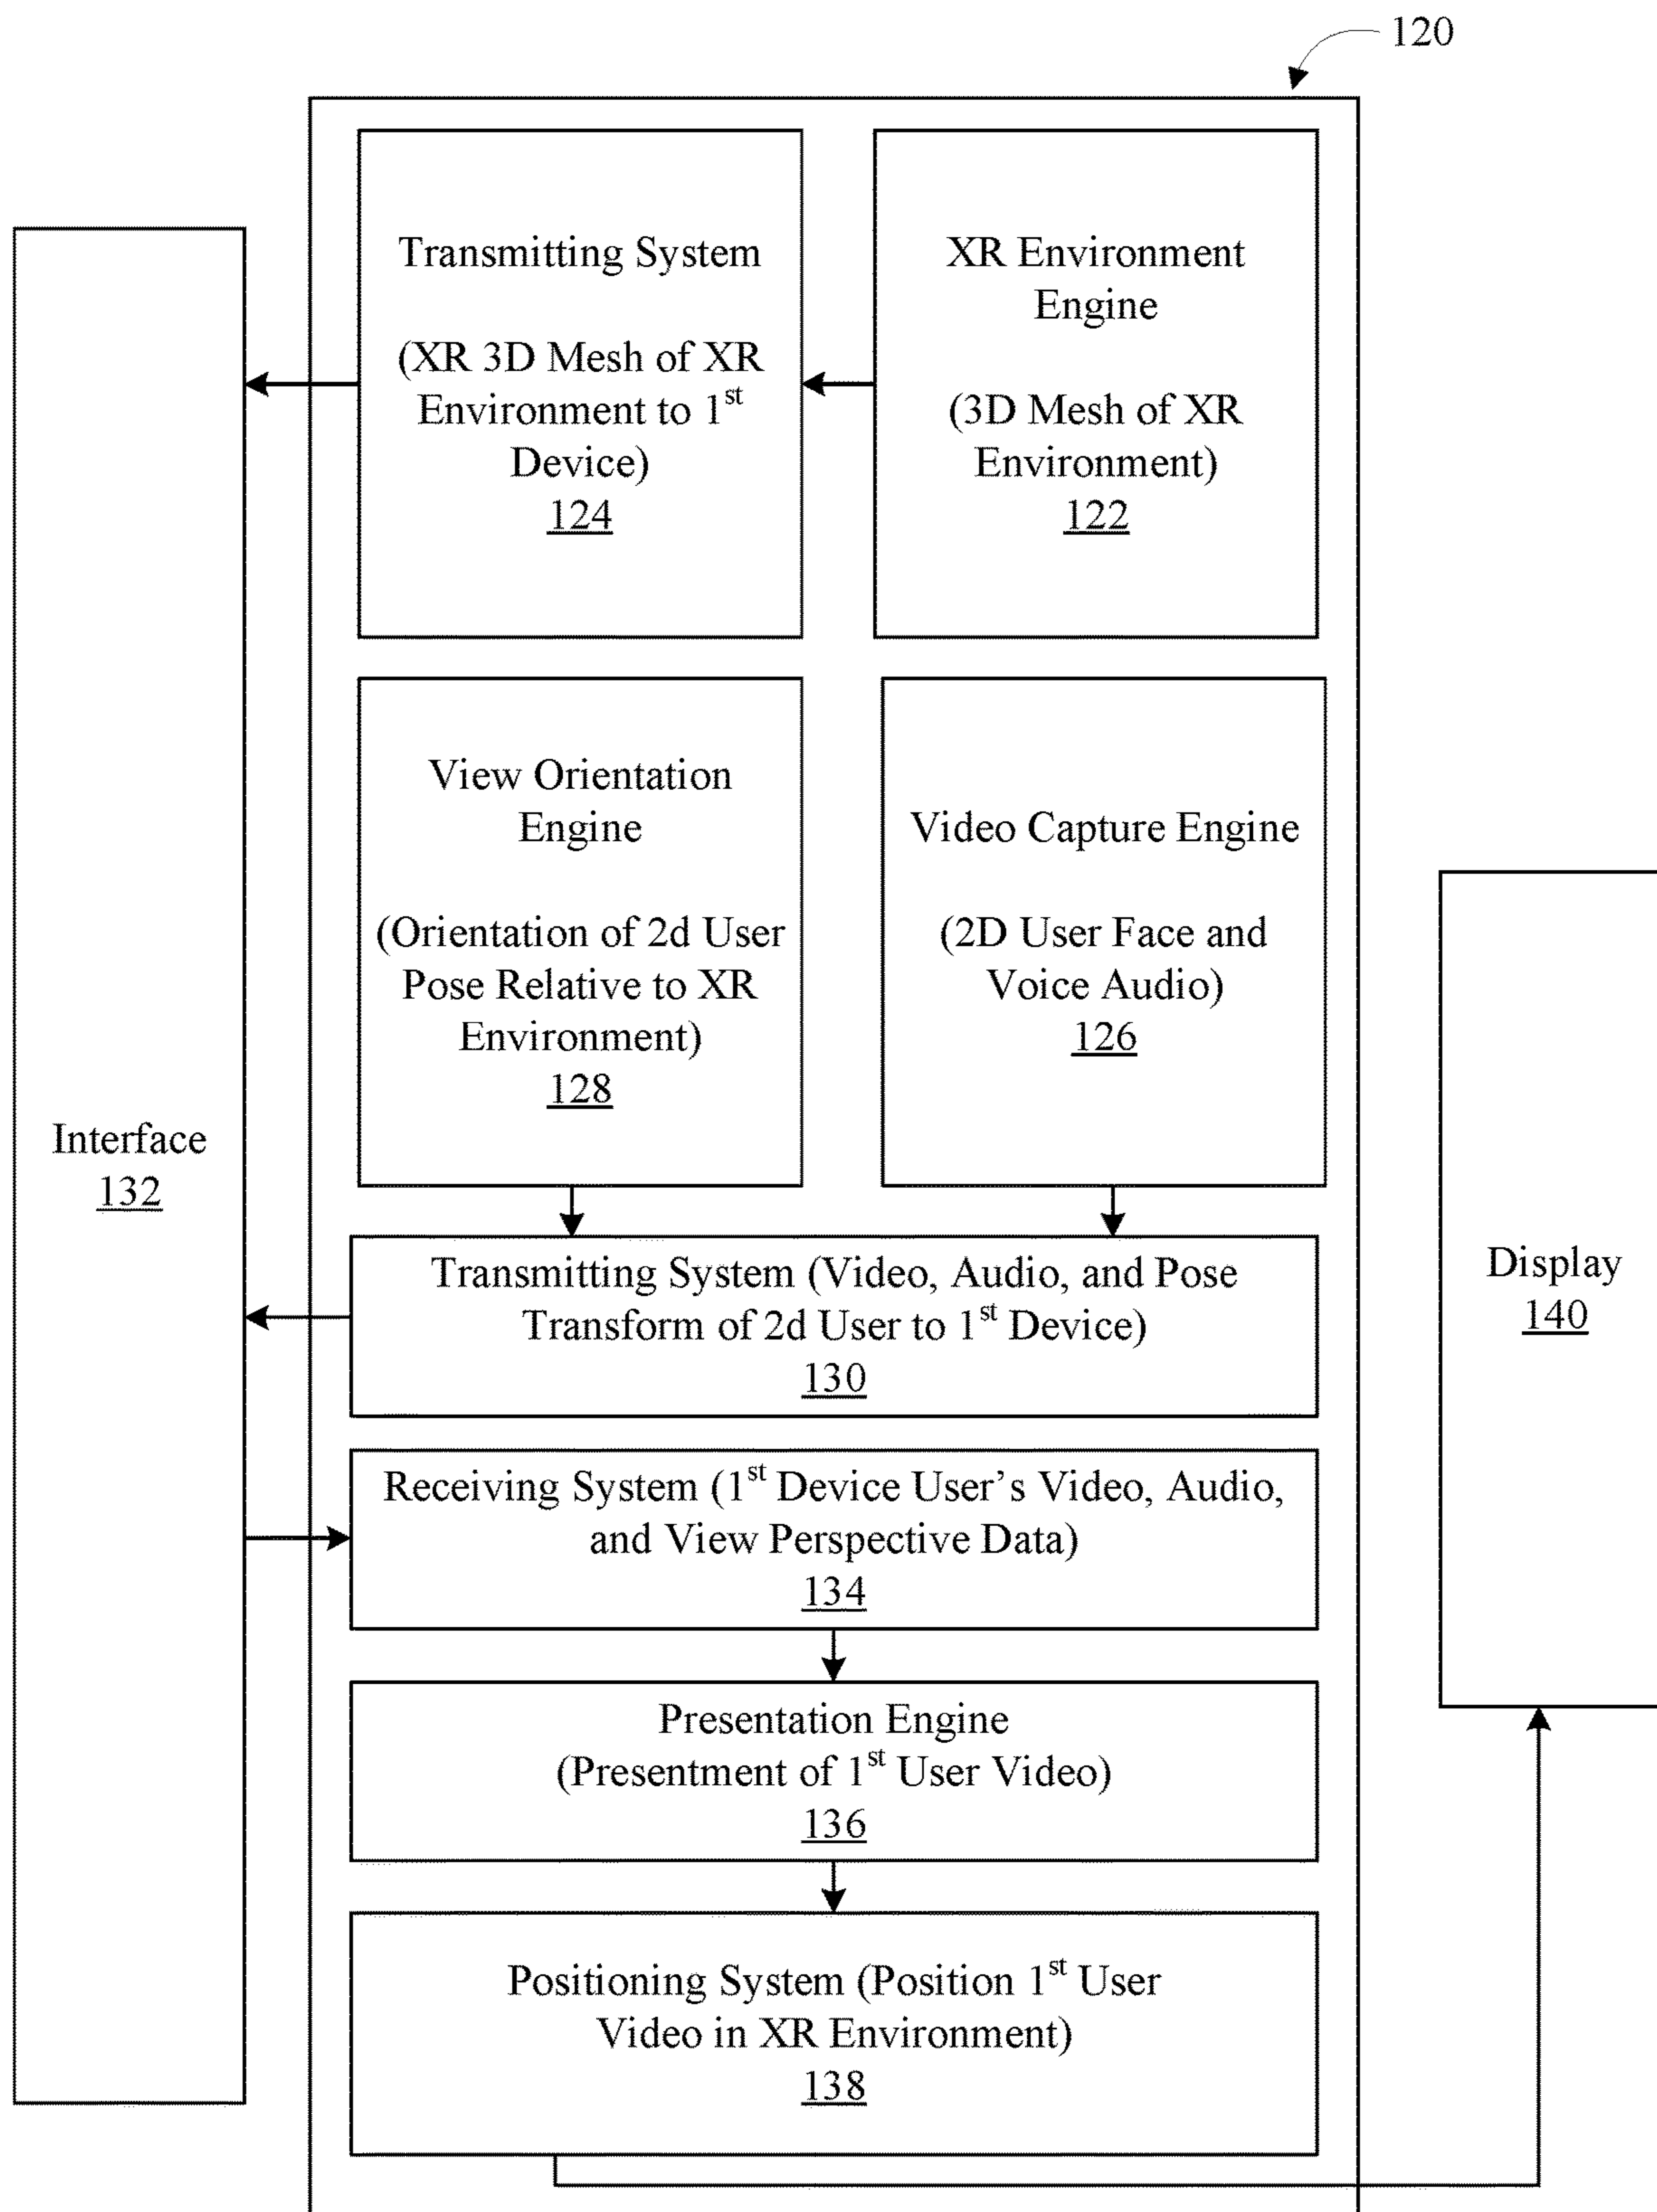 120
Transmitting System
(XR 3D Mesh of XR
Environment to 1st
Device)
124
XR Environment
Engine
(3D Mesh of XR
Environment)
122
View Orientation
Engine
(Orientation of 2d User
Pose Relative to XR
Environment)
128
Video Capture Engine
(2D User Face and
Voice Audio)
126
Interface
132
Transmitting System (Video, Audio, and Pose
Transform of 2d User to 1st Device)
130
Display
140
Receiving System (1st Device User’s Video, Audio,
and View Perspective Data)
134
Presentation Engine
(Presentment of 1st User Video)
136
Positioning System (Position 1st User
Video in XR Environment)
138